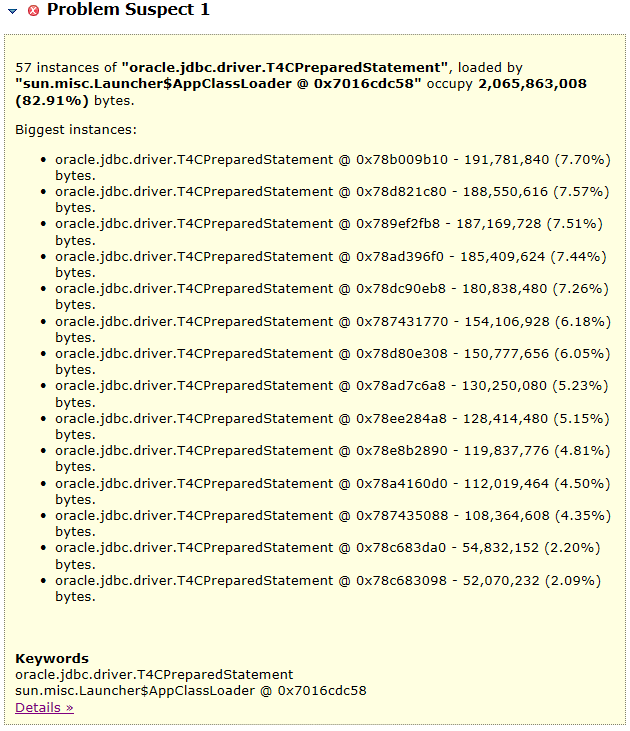 Problem Suspect 1
57 instances of "oracle.jdbc.driver.T4CPreparedStatement", loaded by
"sun.misc.Launcher$AppClassLoader @ 0x7016cdc58" occupy 2,065,863,008
(82.91%) bytes.
Biggest instances:
• oracle.jdbc.driver.T4CPreparedStatement @ 0x78b009b10 - 191,781,840 (7.70%)
bytes.
• oracle.jdbc.driver.T4CPreparedStatement @ 0x78d821c80 - 188,550,616 (7.57%)
bytes.
• oracle.jdbc.driver.T4CPreparedStatement @ 0x789ef2fb8 - 187,169,728 (7.51%)
bytes.
• oracle.jdbc.driver.T4CPreparedStatement @ 0x78ad396f0 - 185,409,624 (7.44%)
bytes.
• oracle.jdbc.driver.T4CPreparedStatement @ 0x78dc90eb8 - 180,838,480 (7.26%)
bytes.
• oracle.jdbc.driver.T4CPreparedStatement @ 0x787431770 - 154,106,928 (6.18%)
bytes.
• oracle.jdbc.driver.T4CPreparedStatement @ 0x78d80e308 - 150,777,656 (6.05%)
bytes.
• oracle.jdbc.driver.T4CPreparedStatement @ 0x78ad7c6a8 - 130,250,080 (5.23%)
bytes.
• oracle.jdbc.driver.T4CPreparedStatement @ 0x78ee284a8 - 128,414,480 (5.15%)
bytes.
• oracle.jdbc.driver.T4CPreparedStatement @ 0x78e8b2890 - 119,837,776 (4.81%)
bytes.
• oracle.jdbc.driver.T4CPreparedStatement @ 0x78a4160d0 - 112,019,464 (4.50%)
bytes.
• oracle.jdbc.driver.T4CPreparedStatement @ 0x787435088 - 108,364,608 (4.35%)
bytes.
• oracle.jdbc.driver.T4CPreparedStatement @ 0x78c683da0 - 54,832,152 (2.20%)
bytes.
• oracle.jdbc.driver.T4CPreparedStatement @ 0x78c683098 - 52,070,232 (2.09%)
bytes.
Keywords
oracle.jdbc.driver.T4CPreparedStatement
sun.misc.Launcher$AppClassLoader @ 0x7016cdc58
Details »